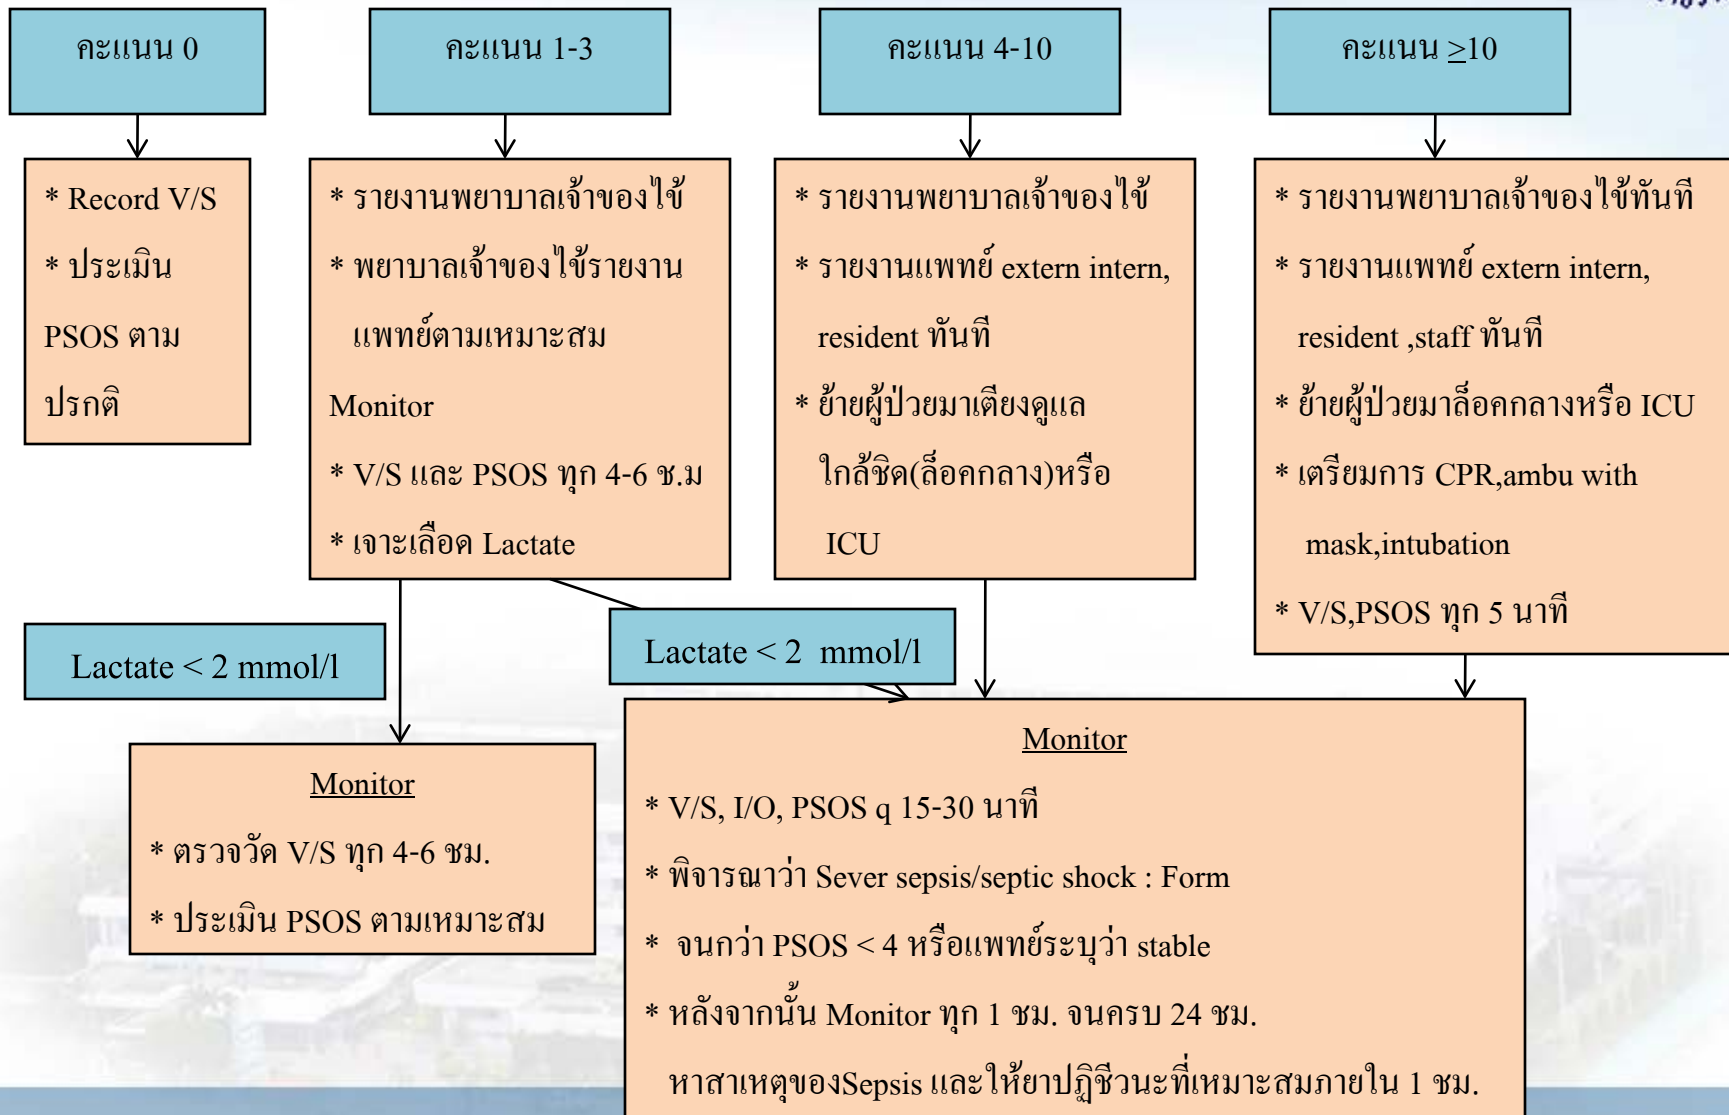 คะแนน 0
คะแนน 1-3
คะแนน 4-10
คะแนน ≥10
* Record V/S
* ประเมิน
PSOS ตาม
ปรกติ
* รายงานพยาบาลเจ้าของไข้
* พยาบาลเจ้าของไข้รายงาน
แพทย์ตามเหมาะสม
Monitor
* V/S และ PSOS ทุก 4-6 ช.ม
* เจาะเลือด Lactate
* รายงานพยาบาลเจ้าของไข้
* รายงานแพทย์ extern intern,
resident ทันที
* ย้ายผู้ป่วยมาเตียงดูแล
ใกล้ชิด(ล็อคกลาง)หรือ
ICU
* รายงานพยาบาลเจ้าของไข้ทันที
* รายงานแพทย์ extern intern,
resident ,staff ทันที
* ย้ายผู้ป่วยมาล็อคกลางหรือ ICU
* เตรียมการ CPR,ambu with
mask,intubation
* V/S,PSOS ทุก 5 นาที
Lactate < 2 mmol/l
Lactate < 2 mmol/l
Monitor
* ตรวจวัด V/S ทุก 4-6 ชม.
* ประเมิน PSOS ตามเหมาะสม
Monitor
* V/S, I/O, PSOS q 15-30 นาที
* พิจารณาว่า Sever sepsis/septic shock : Form
* จนกว่า PSOS < 4 หรือแพทย์ระบุว่า stable
* หลังจากนั้น Monitor ทุก 1 ชม. จนครบ 24 ชม.
หาสาเหตุของSepsis และให้ยาปฏิชีวนะที่เหมาะสมภายใน 1 ชม.